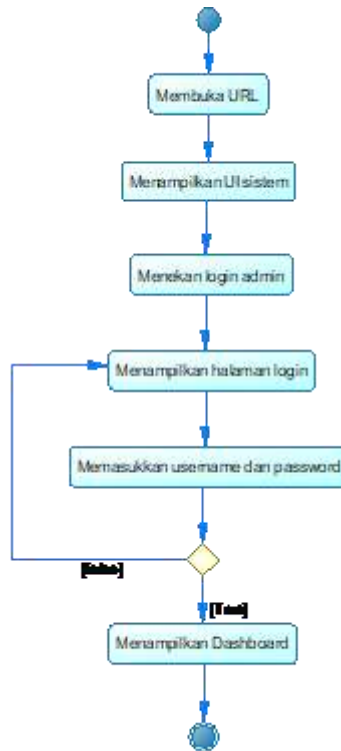 Membuka URL
Menampilkan UI sistem
Menekan login admin
Menampilkan halaman login
Memasukkan username dan password
[false]
[True]
Menampilkan Dashboard